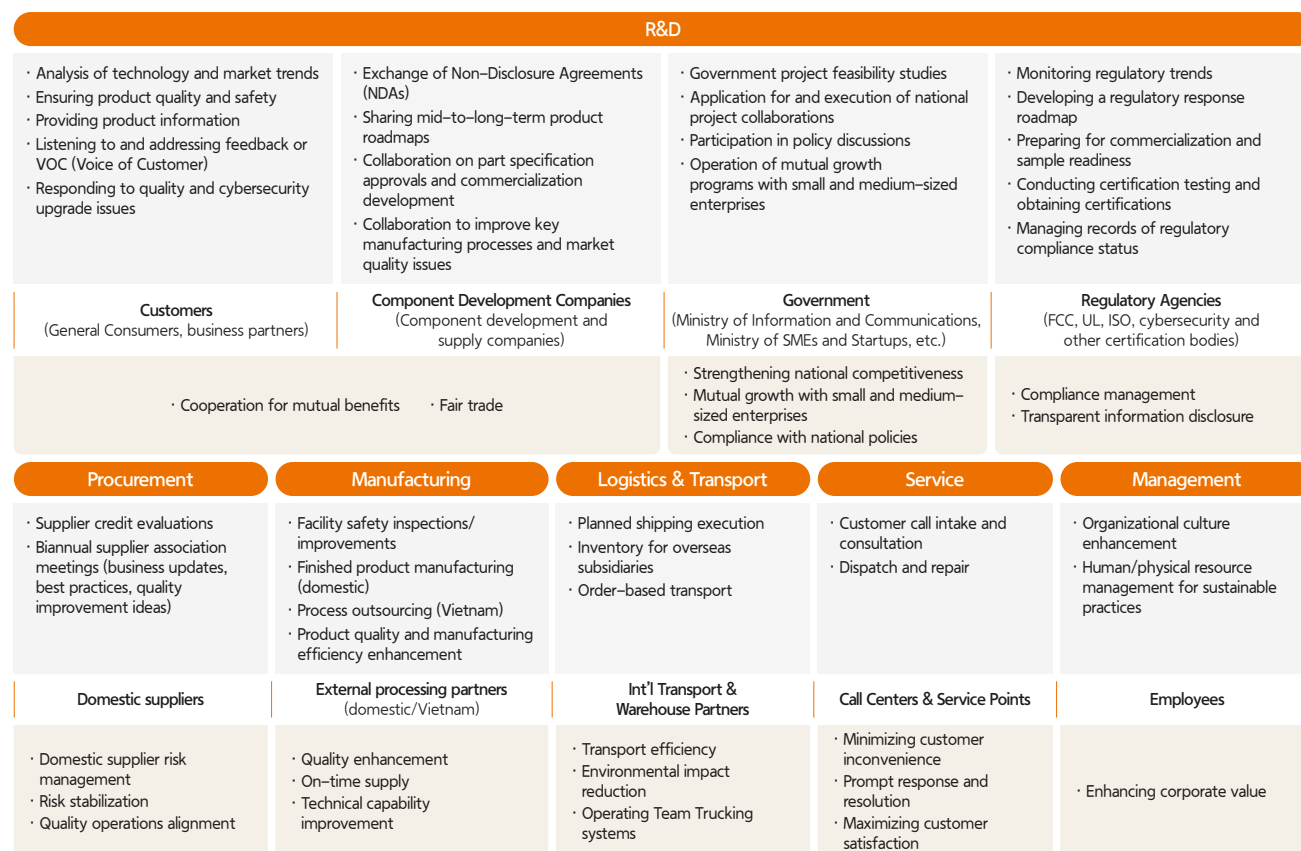 R&D
· Analysis of technology and market trends
· Ensuring product quality and safety
· Providing product information
· Listening to and addressing feedback or
VOC (Voice of Customer)
· Responding to quality and cybersecurity
upgrade issues
· Exchange of Non-Disclosure Agreements
(NDAs)
· Sharing mid-to-long-term product
roadmaps
· Collaboration on part specification
approvals and commercialization
development
· Collaboration to improve key
manufacturing processes and market
quality issues
· Government project feasibility studies
· Application for and execution of national
project collaborations
· Participation in policy discussions
· Operation of mutual growth
programs with small and medium-sized
enterprises
· Monitoring regulatory trends
· Developing a regulatory response
roadmap
· Preparing for commercialization and
sample readiness
· Conducting certification testing and
obtaining certifications
· Managing records of regulatory
compliance status
Customers
(General Consumers, business partners)
Component Development Companies
(Component development and
supply companies)
Government
(Ministry of Information and Communications,
Ministry of SMEs and Startups, etc.)
Regulatory Agencies
(FCC, UL, ISO, cybersecurity and
other certification bodies)
· Cooperation for mutual benefits · Fair trade
· Strengthening national competitiveness
· Mutual growth with small and medium-
sized enterprises
· Compliance with national policies
· Compliance management
· Transparent information disclosure
Procurement
Manufacturing
Logistics & Transport
Service
Management
· Supplier credit evaluations
· Biannual supplier association
meetings (business updates,
best practices, quality
improvement ideas)
· Facility safety inspections/
improvements
· Finished product manufacturing
(domestic)
· Process outsourcing (Vietnam)
· Product quality and manufacturing
efficiency enhancement
· Planned shipping execution
· Inventory for overseas
subsidiaries
· Order-based transport
· Customer call intake and
consultation
· Dispatch and repair
· Organizational culture
enhancement
· Human/physical resource
management for sustainable
practices
Domestic suppliers
External processing partners
(domestic/Vietnam)
Int'l Transport &
Warehouse Partners
Call Centers & Service Points
Employees
· Domestic supplier risk
management
· Risk stabilization
· Quality operations alignment
· Quality enhancement
· On-time supply
· Technical capability
improvement
· Transport efficiency
· Environmental impact
reduction
· Operating Team Trucking
systems
· Minimizing customer
inconvenience
· Prompt response and
resolution
· Maximizing customer
satisfaction
· Enhancing corporate value